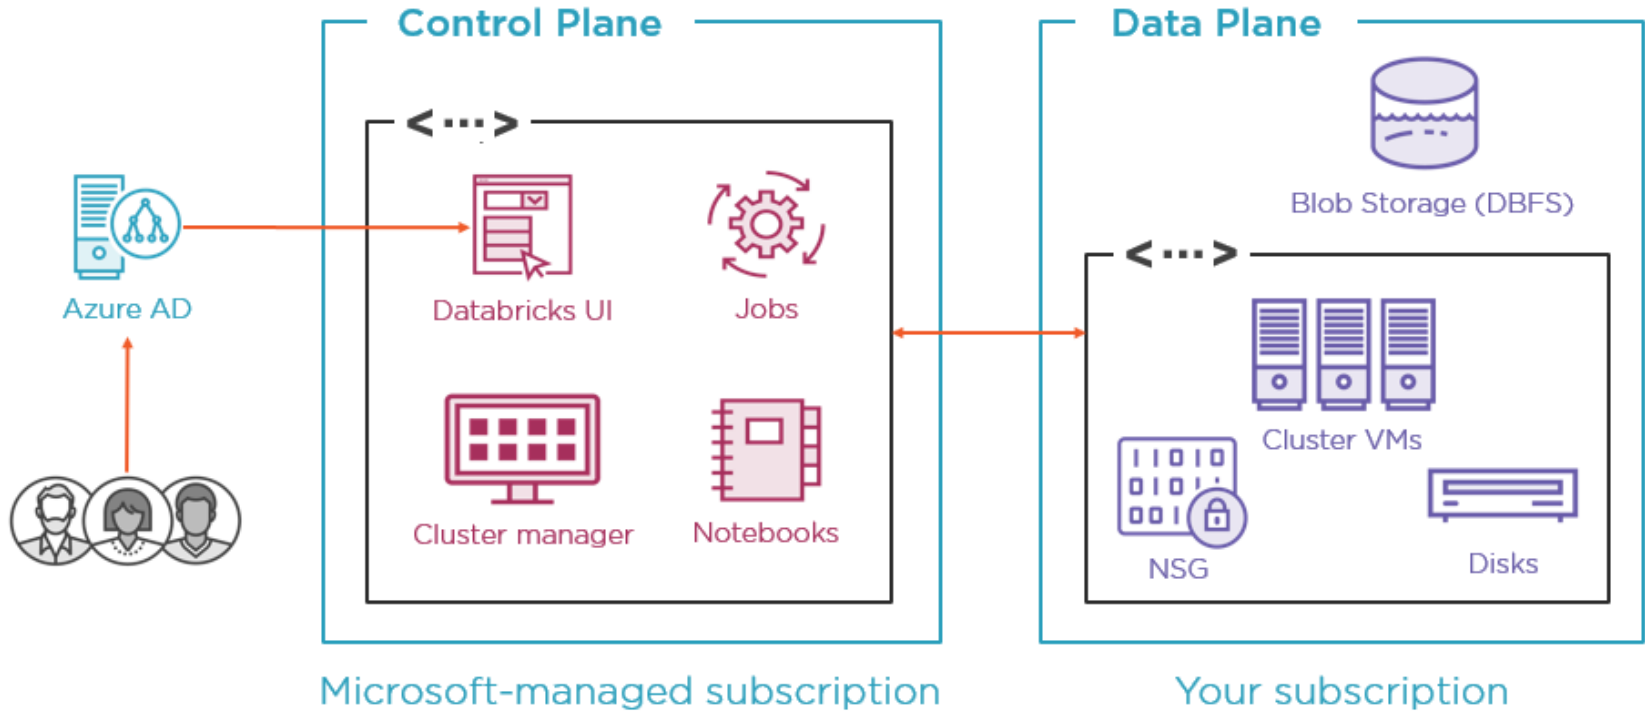 Control Plane
Data Plane
<···>
Blob Storage (DBFS)
<···>
Azure AD
Databricks UI
Jobs
Cluster VMs
Cluster manager
Notebooks
NSG
Disks
Microsoft-managed subscription
Your subscription